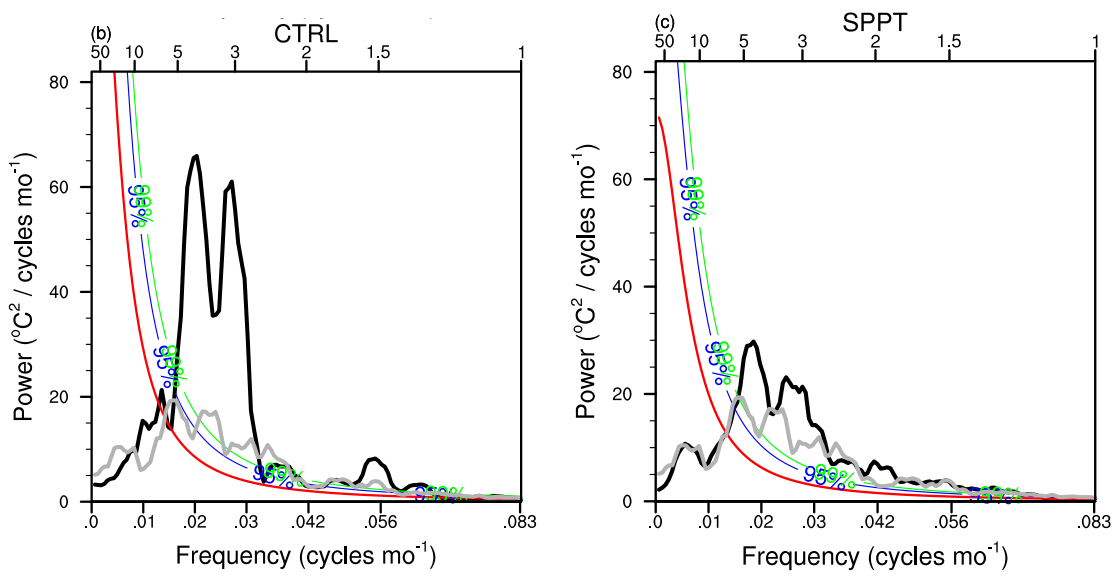 (b)
CTRL
50 10 5 3 2 1.5 1
80
60
40
20
0
Power (°C² / cycles mo⁻¹)
95%
99%
95%
99%
95%
99%
.0 .01 .02 .03 .042 .056 .083
Frequency (cycles mo⁻¹)
(c)
SPPT
50 10 5 3 2 1.5 1
80
60
40
20
0
Power (°C² / cycles mo⁻¹)
95%
99%
95%
99%
95%
99%
0 .01 .02 .03 .042 .056 .083
Frequency (cycles mo⁻¹)